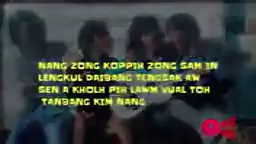 NANG ZONG KOPPIH ZONG SAM IN
LENGKUL DAIBANG TENGSAK AW
SEN A KHOLH PIH LAWM VUAL TOH
TANBANG KIM NANG